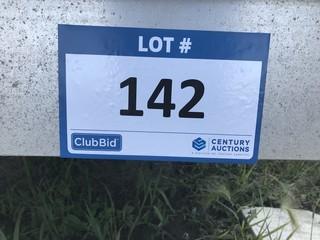 LOT #
142
ClubBid
CENTURY
AUCTIONS